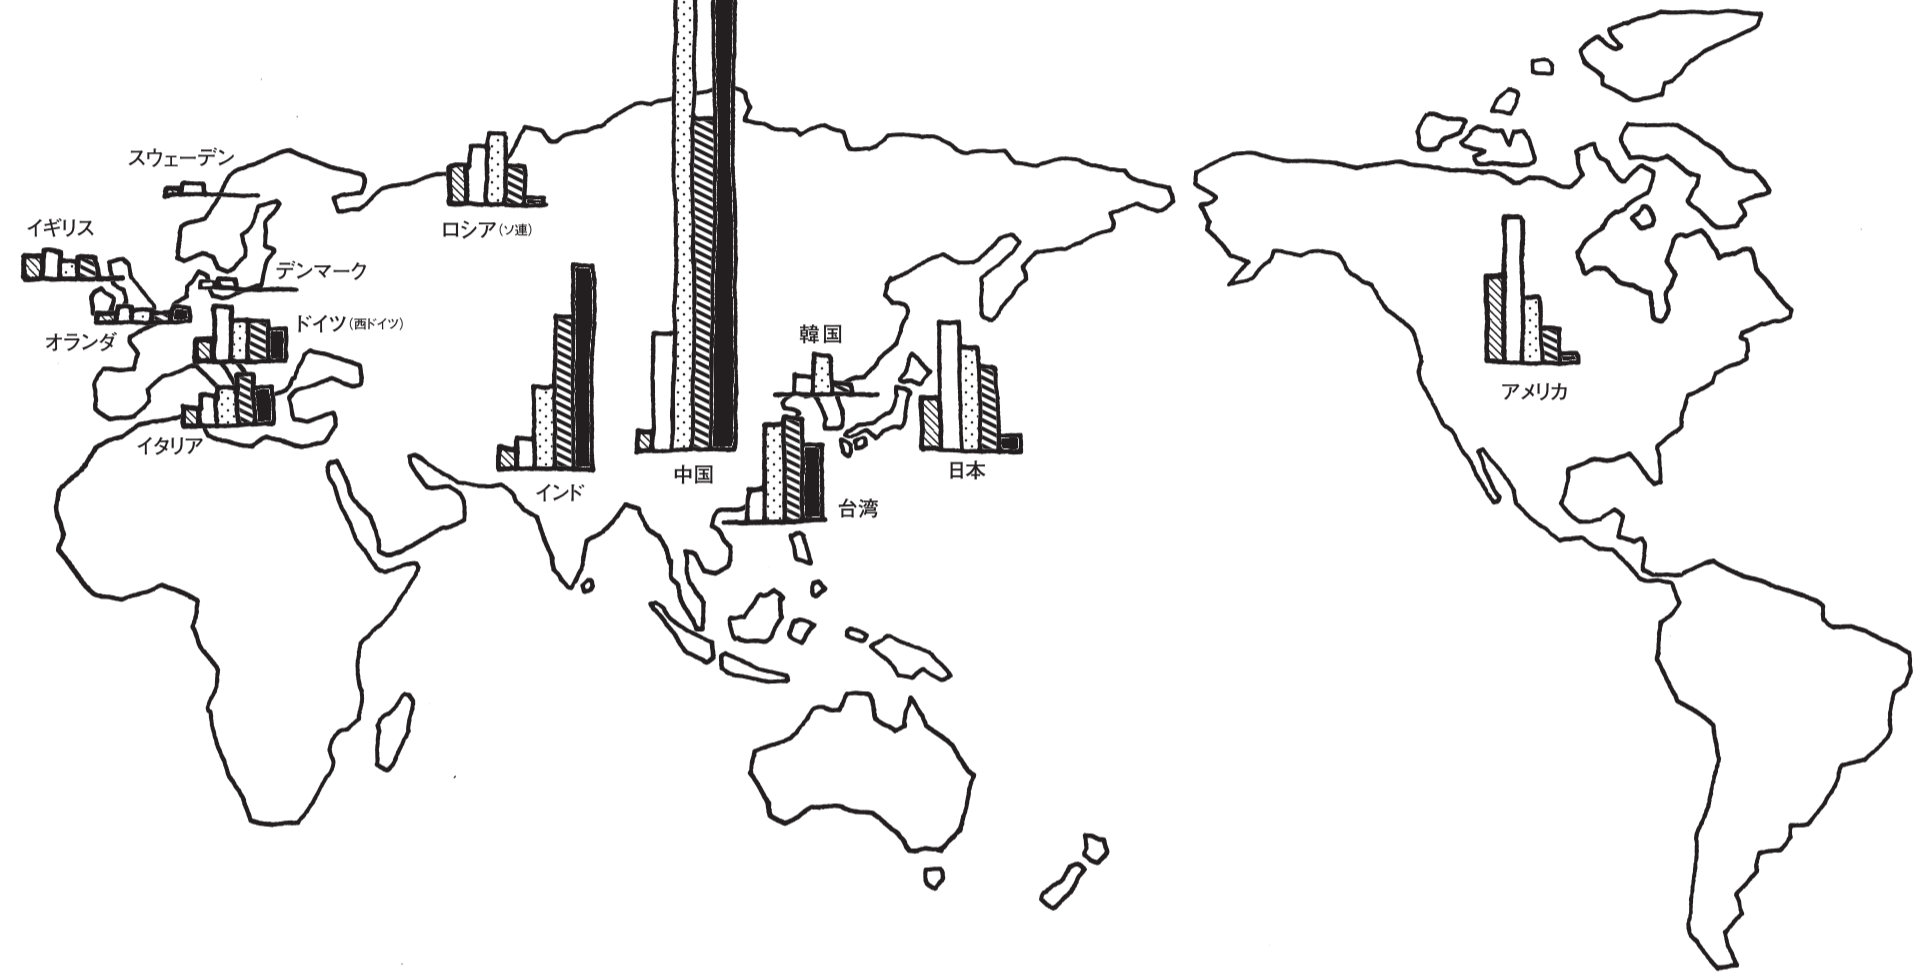 スウェーデン
イギリス
ロシア(ソ連)
デンマーク
ドイツ(西ドイツ)
オランダ
韓国
アメリカ
イタリア
中国
日本
インド
台湾